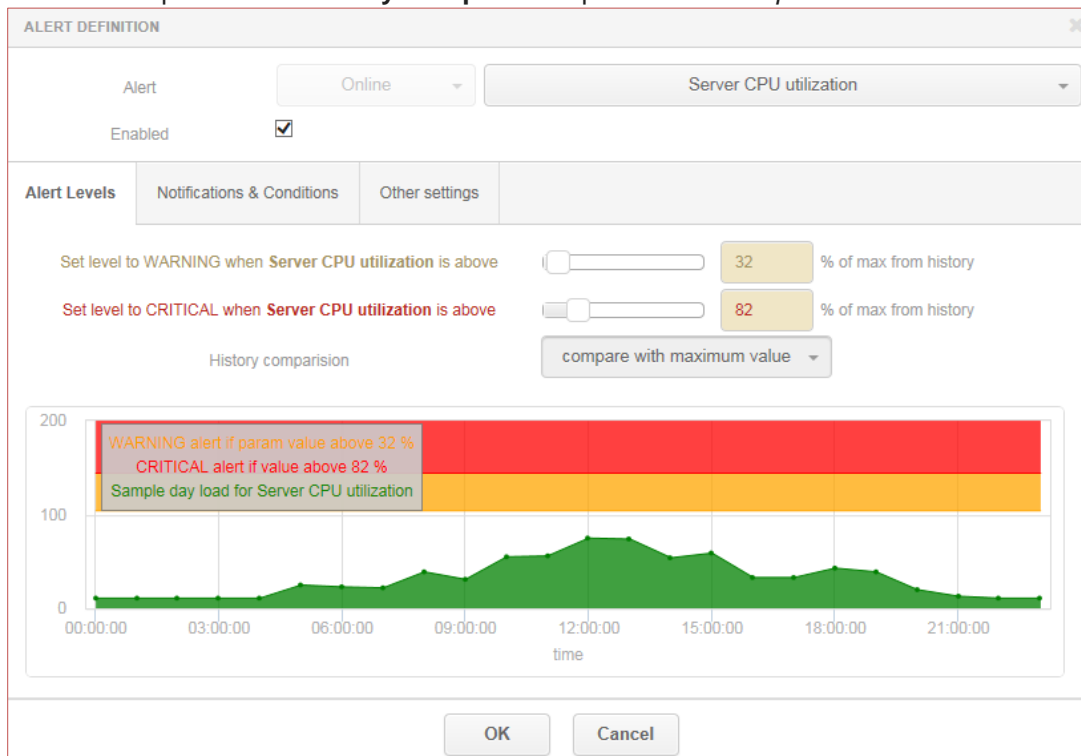 ALERT DEFINITION
Alert
Online
Server CPU utilization
Enabled
Alert Levels
Notifications & Conditions
Other settings
Set level to WARNING when Server CPU utilization is above
32
% of max from history
Set level to CRITICAL when Server CPU utilization is above
82
% of max from history
History comparision
compare with maximum value
200
WARNING alert if param value above 32 %
CRITICAL alert if value above 82 %
Sample day load for Server CPU utilization
100
0
00:00:00
03:00:00
06:00:00
09:00:00
12:00:00
15:00:00
18:00:00
21:00:00
time
OK
Cancel